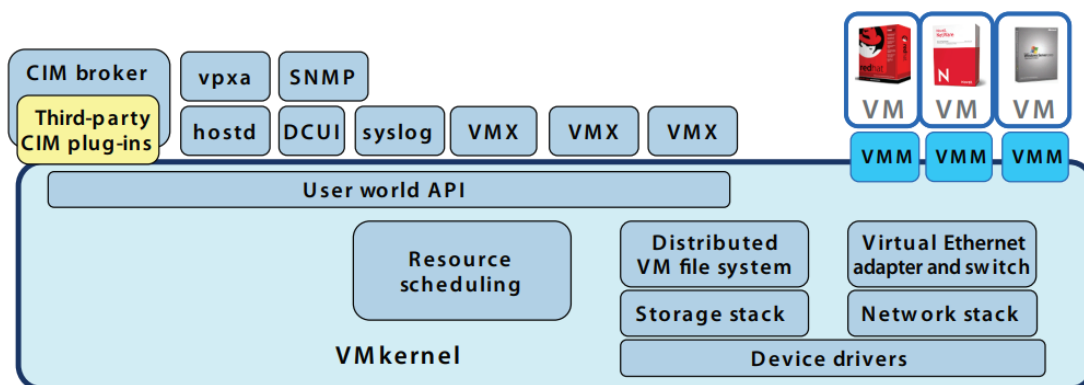 CIM broker
Third-party
CIM plug-ins
vpxa
SNMP
hostd
DCUI
syslog
VMX
VMX
VMX
redhat
N
VM
VM
VM
VMM
VMM
VMM
User world API
Resource
scheduling
Distributed
VM file system
Virtual Ethernet
adapter and switch
Storage stack
Network stack
VMkernel
Device drivers